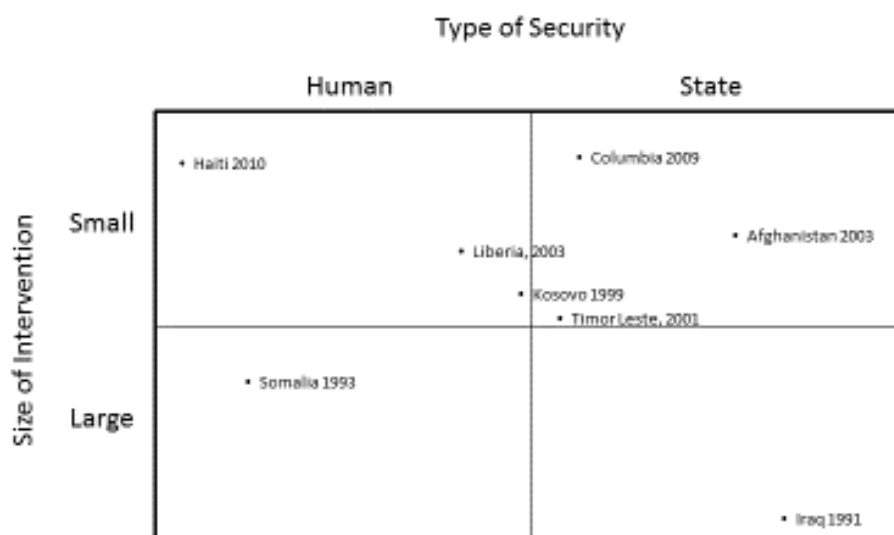 Type of Security
Human State
Haiti 2010
Columbia 2009
Small
Afghanistan 2003
Liberia, 2003
Kosovo 1999
Timor Leste, 2001
Size of Intervention
Somalia 1993
Large
Iraq 1991